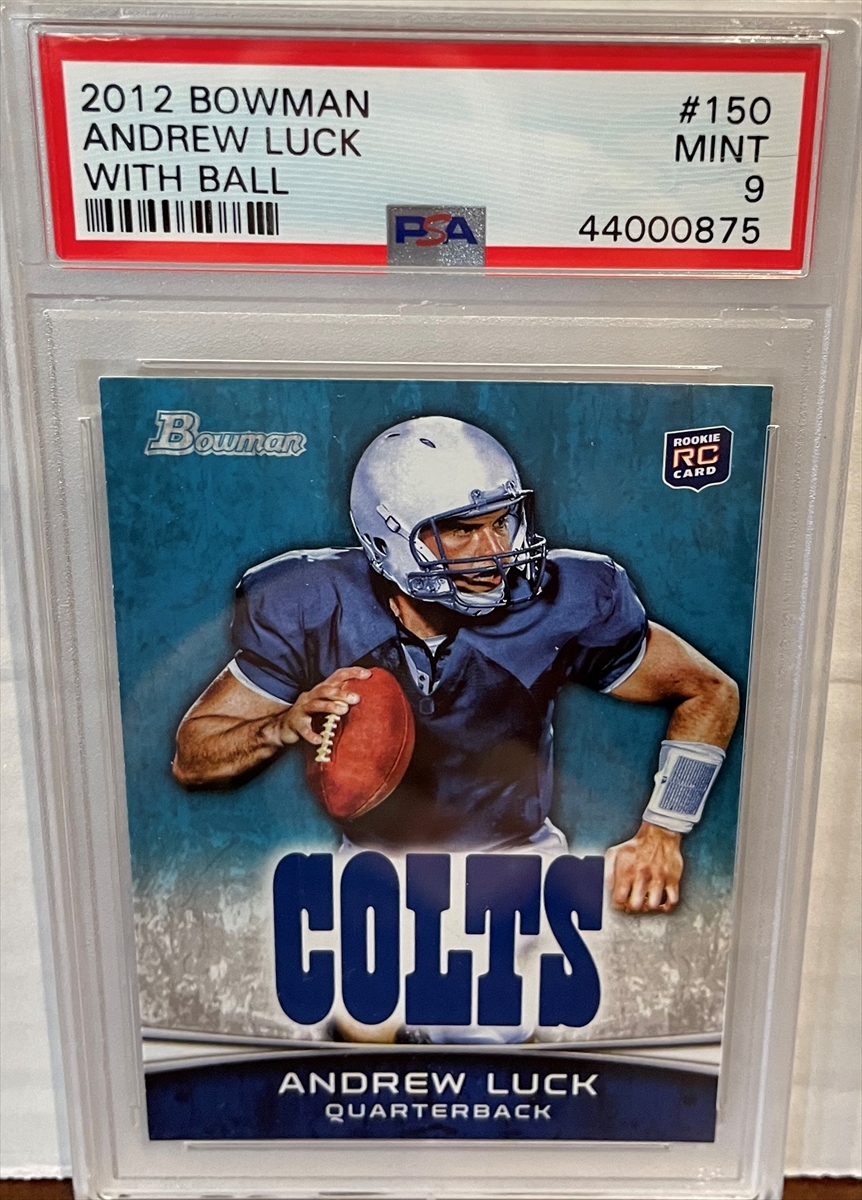 2012 BOWMAN #150
ANDREW LUCK MINT
WITH BALL 9
PSA 44000875
Bowman
ROOKIE
RC
CARD
COLTS
ANDREW LUCK
QUARTERBACK